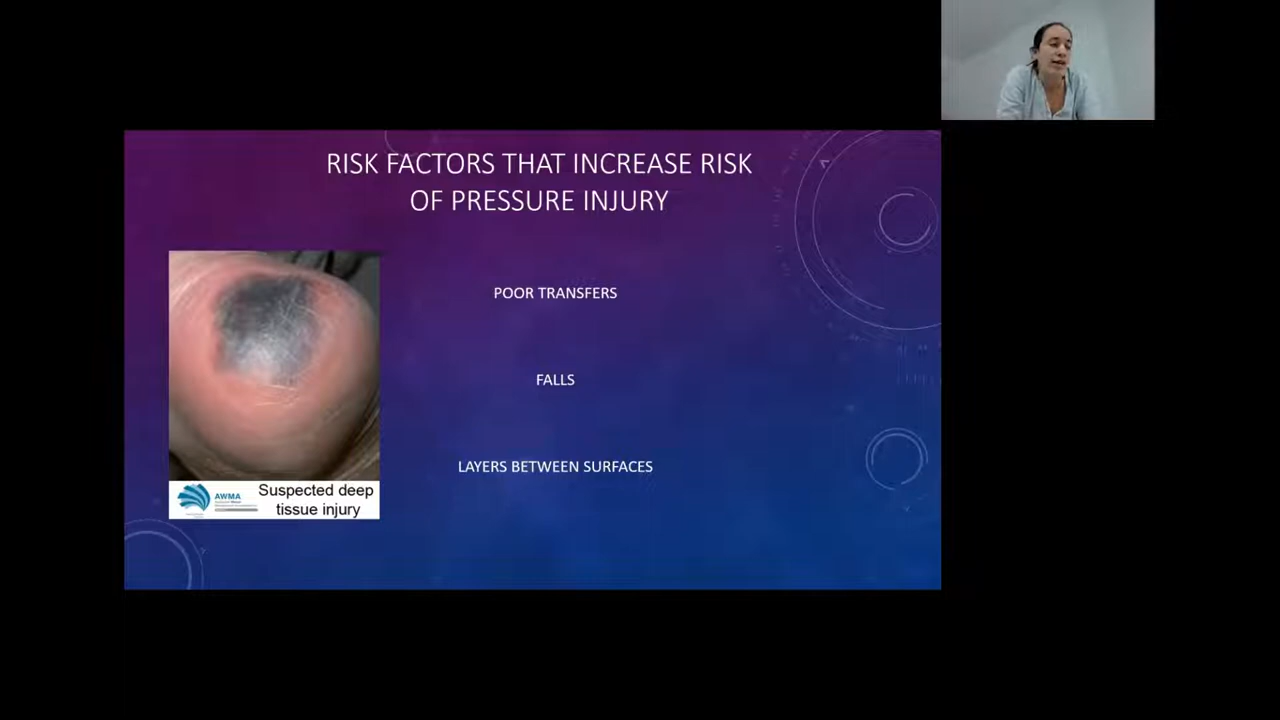 RISK FACTORS THAT INCREASE RISK
OF PRESSURE INJURY
POOR TRANSFERS
FALLS
LAYERS BETWEEN SURFACES
AWMA
Suspected deep
tissue injury